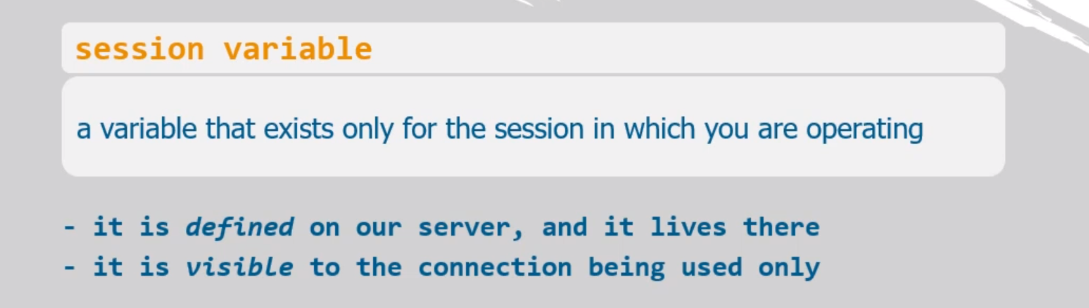 session variable
a variable that exists only for the session in which you are operating
- it is defined on our server, and it lives there
- it is visible to the connection being used only